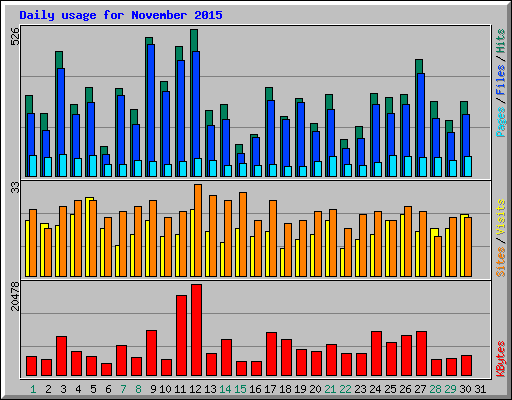 Daily usage for November 2015
526
Pages / Files / Hits
33
Sites / Visits
20478
KBytes
1 2 3 4 5 6 7 8 9 10 11 12 13 14 15 16 17 18 19 20 21 22 23 24 25 26 27 28 29 30 31